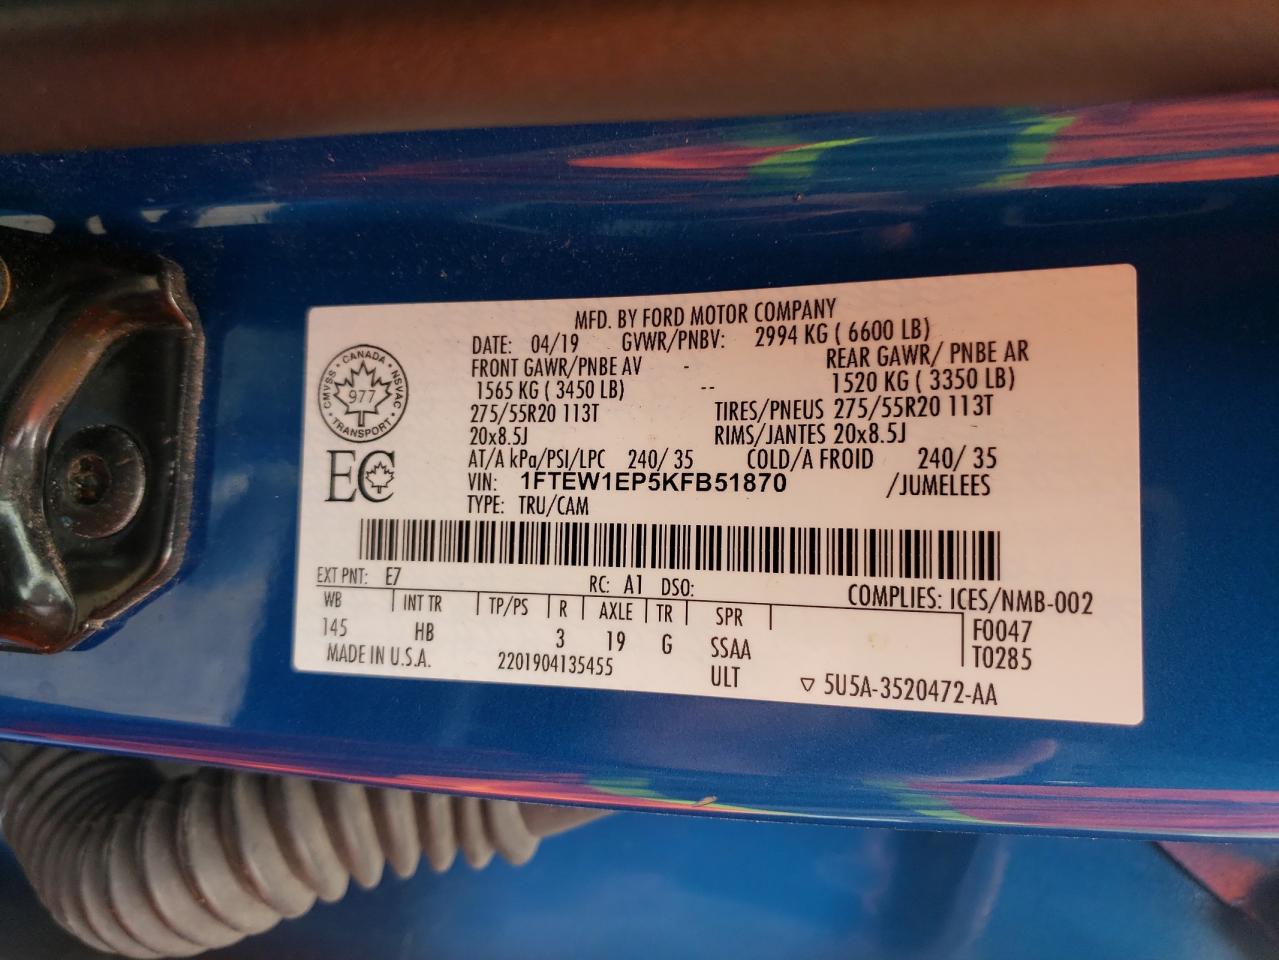 MFD. BY FORD MOTOR COMPANY
DATE: 04/19 GVWR/PNBV: 2994 KG ( 6600 LB)
FRONT GAWR/PNBE AV - REAR GAWR/ PNBE AR
1565 KG ( 3450 LB) -- 1520 KG ( 3350 LB)
275/55R20 113T TIRES/PNEUS 275/55R20 113T
20x8.5J RIMS/JANTES 20x8.5J
AT/A kPa/PSI/LPC 240/ 35 COLD/A FROID 240/ 35
VIN: 1FTEW1EP5KFB51870 /JUMELEES
TYPE: TRU/CAM
CANADA
CMVSS 977 NSVAC
TRANSPORT
EC
EXT PNT: E7 RC: A1 DSO: COMPLIES: ICES/NMB-002
WB INT TR TP/PS R AXLE TR SPR F0047
145 HB 3 19 G SSAA T0285
MADE IN U.S.A. 2201904135455 ULT ▽ 5U5A-3520472-AA